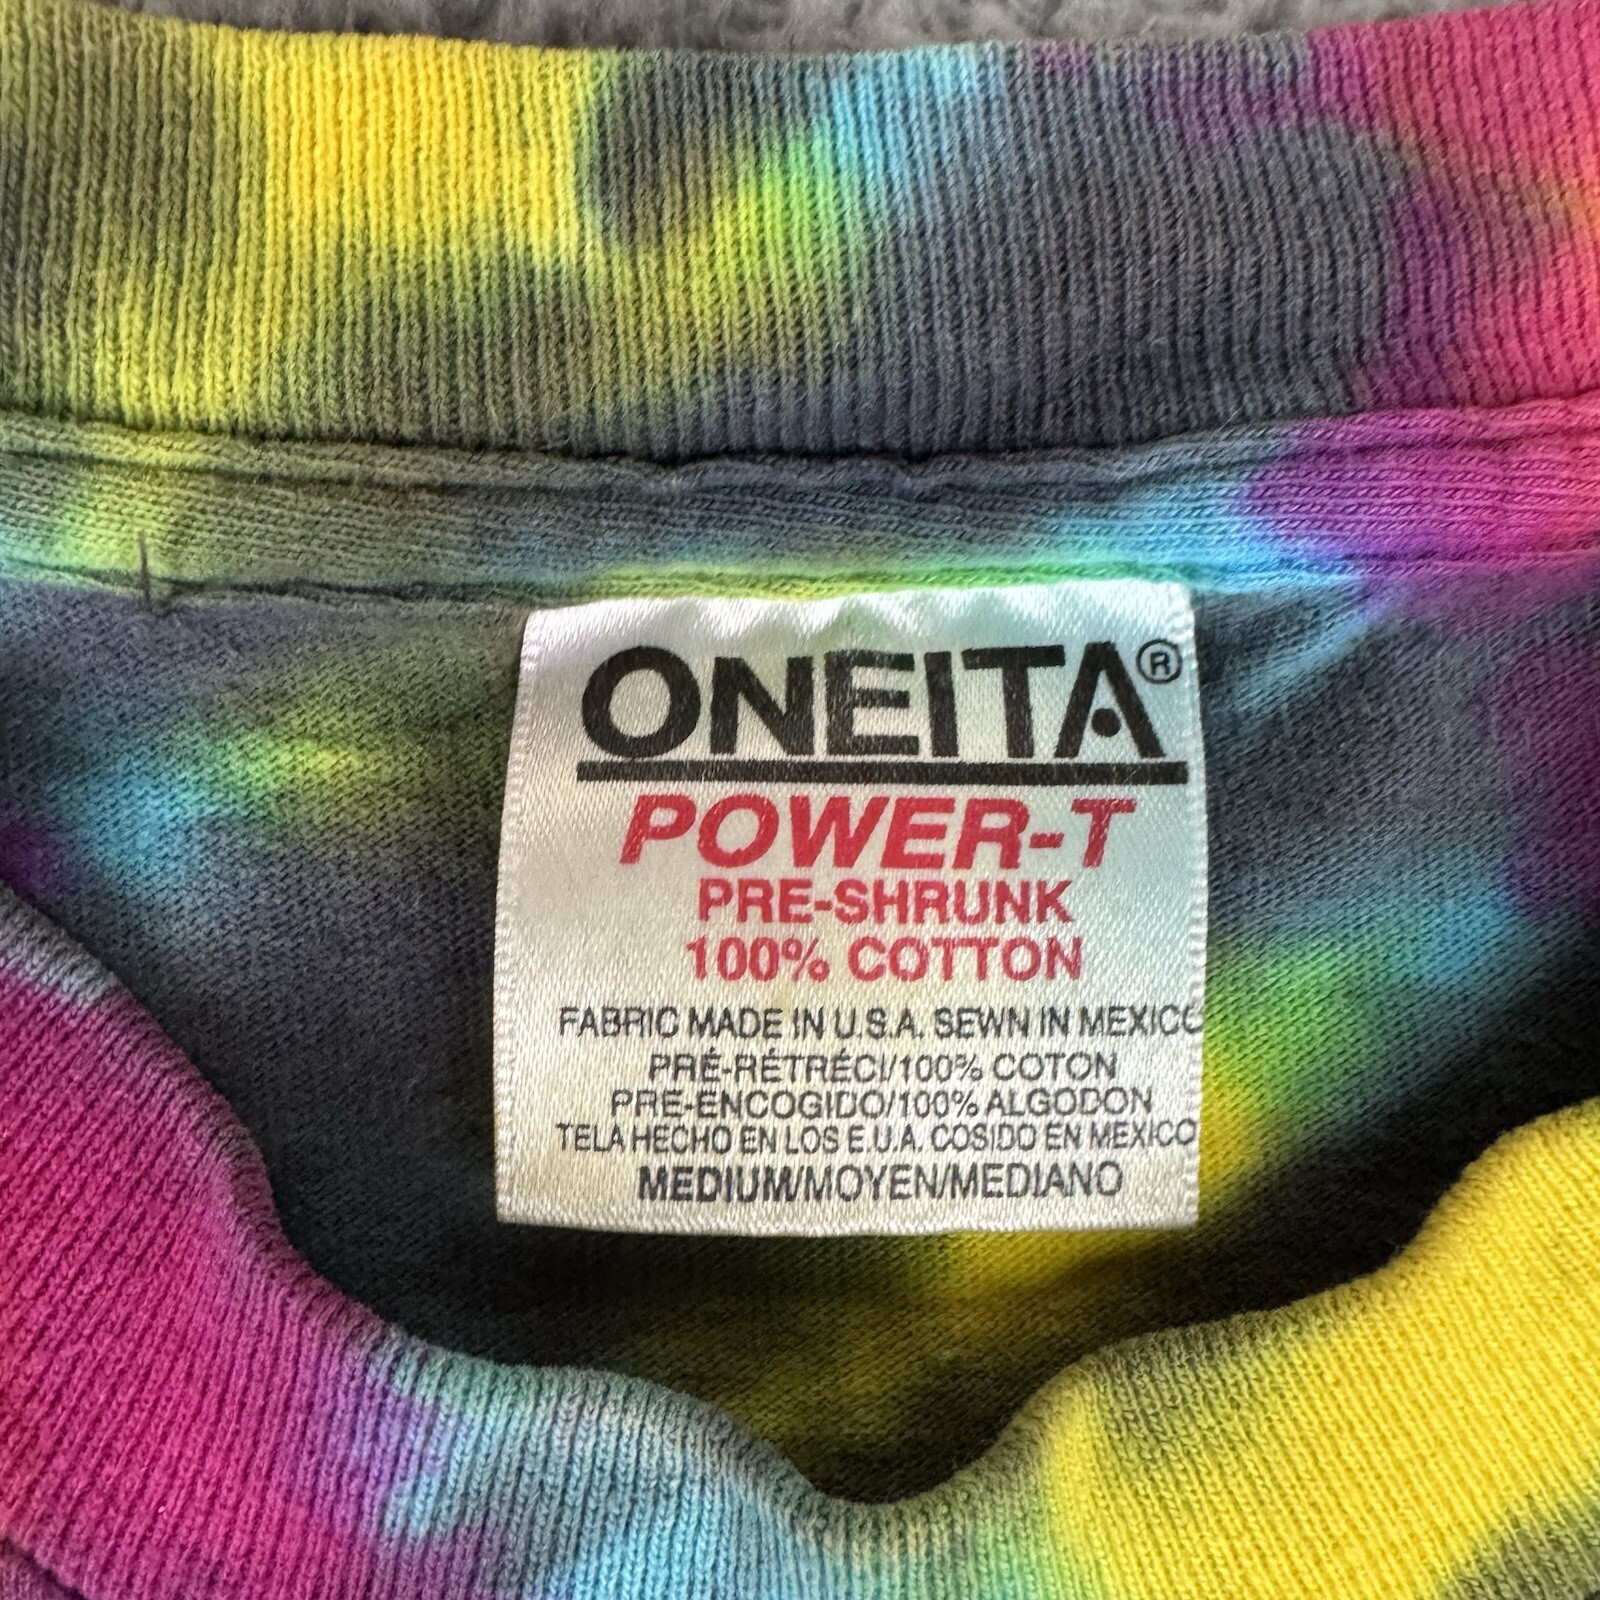 ONEITA®
POWER-T
PRE-SHRUNK
100% COTTON
FABRIC MADE IN U.S.A. SEWN IN MEXICO
PRÉ-RÉTRÉCI/100% COTON
PRE-ENCOGIDO/100% ALGODON
TELA HECHO EN LOS E.U.A. COSIDO EN MEXICO
MEDIUM/MOYEN/MEDIANO